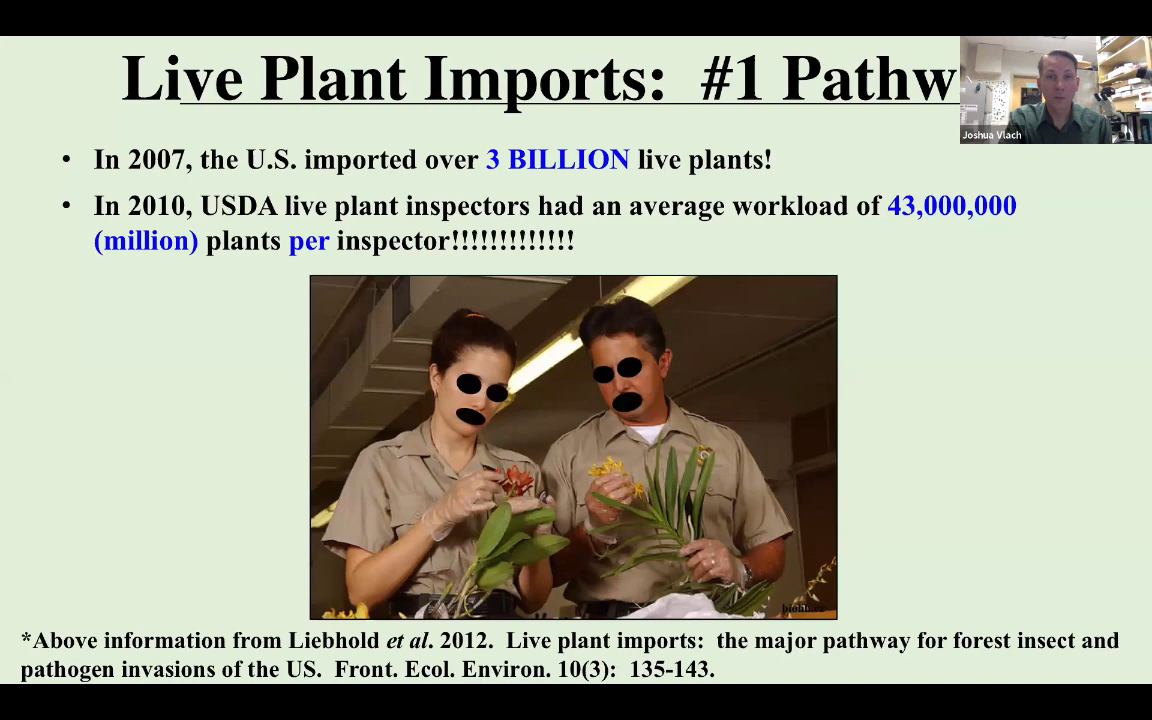 Live Plant Imports: #1 Pathw
Joshua Vlach
• In 2007, the U.S. imported over 3 BILLION live plants!
• In 2010, USDA live plant inspectors had an average workload of 43,000,000
(million) plants per inspector!!!!!!!!!!!!!
*Above information from Liebhold et al. 2012. Live plant imports: the major pathway for forest insect and
pathogen invasions of the US. Front. Ecol. Environ. 10(3): 135-143.